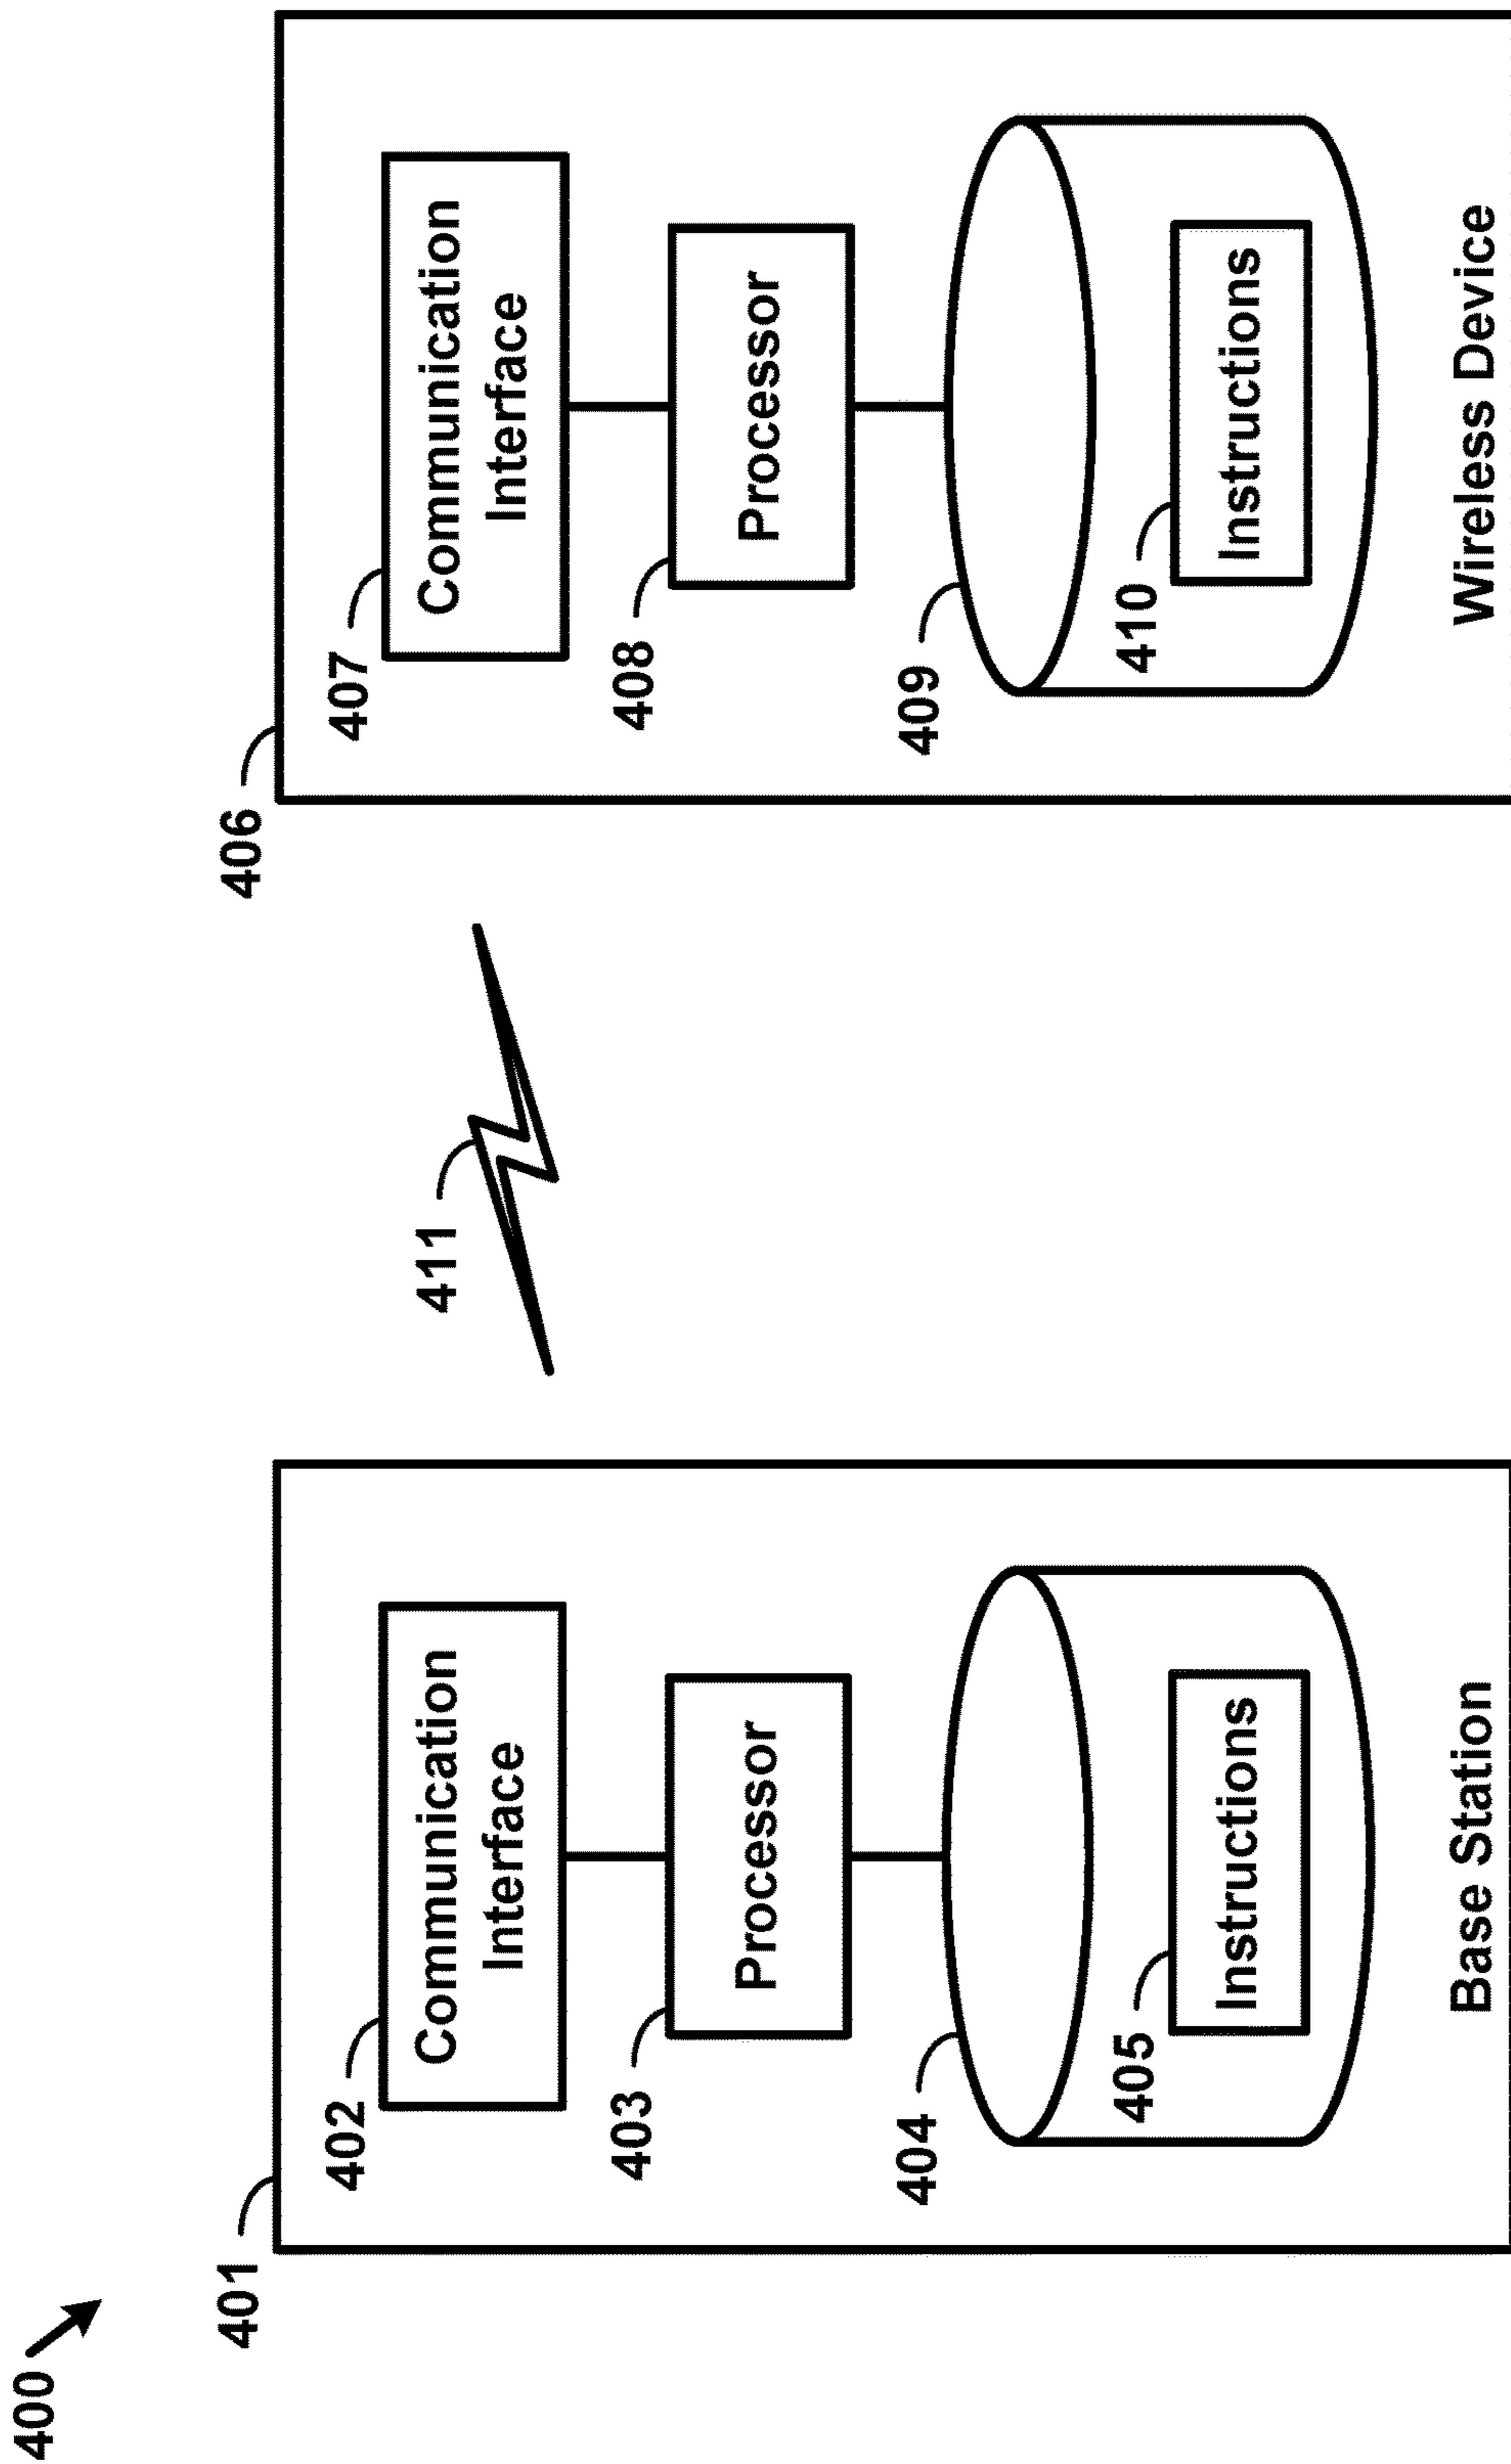 400
401
402
Communication
Interface
403
Processor
404
405
Instructions
Base Station
411
406
407
Communication
Interface
408
Processor
409
410
Instructions
Wireless Device